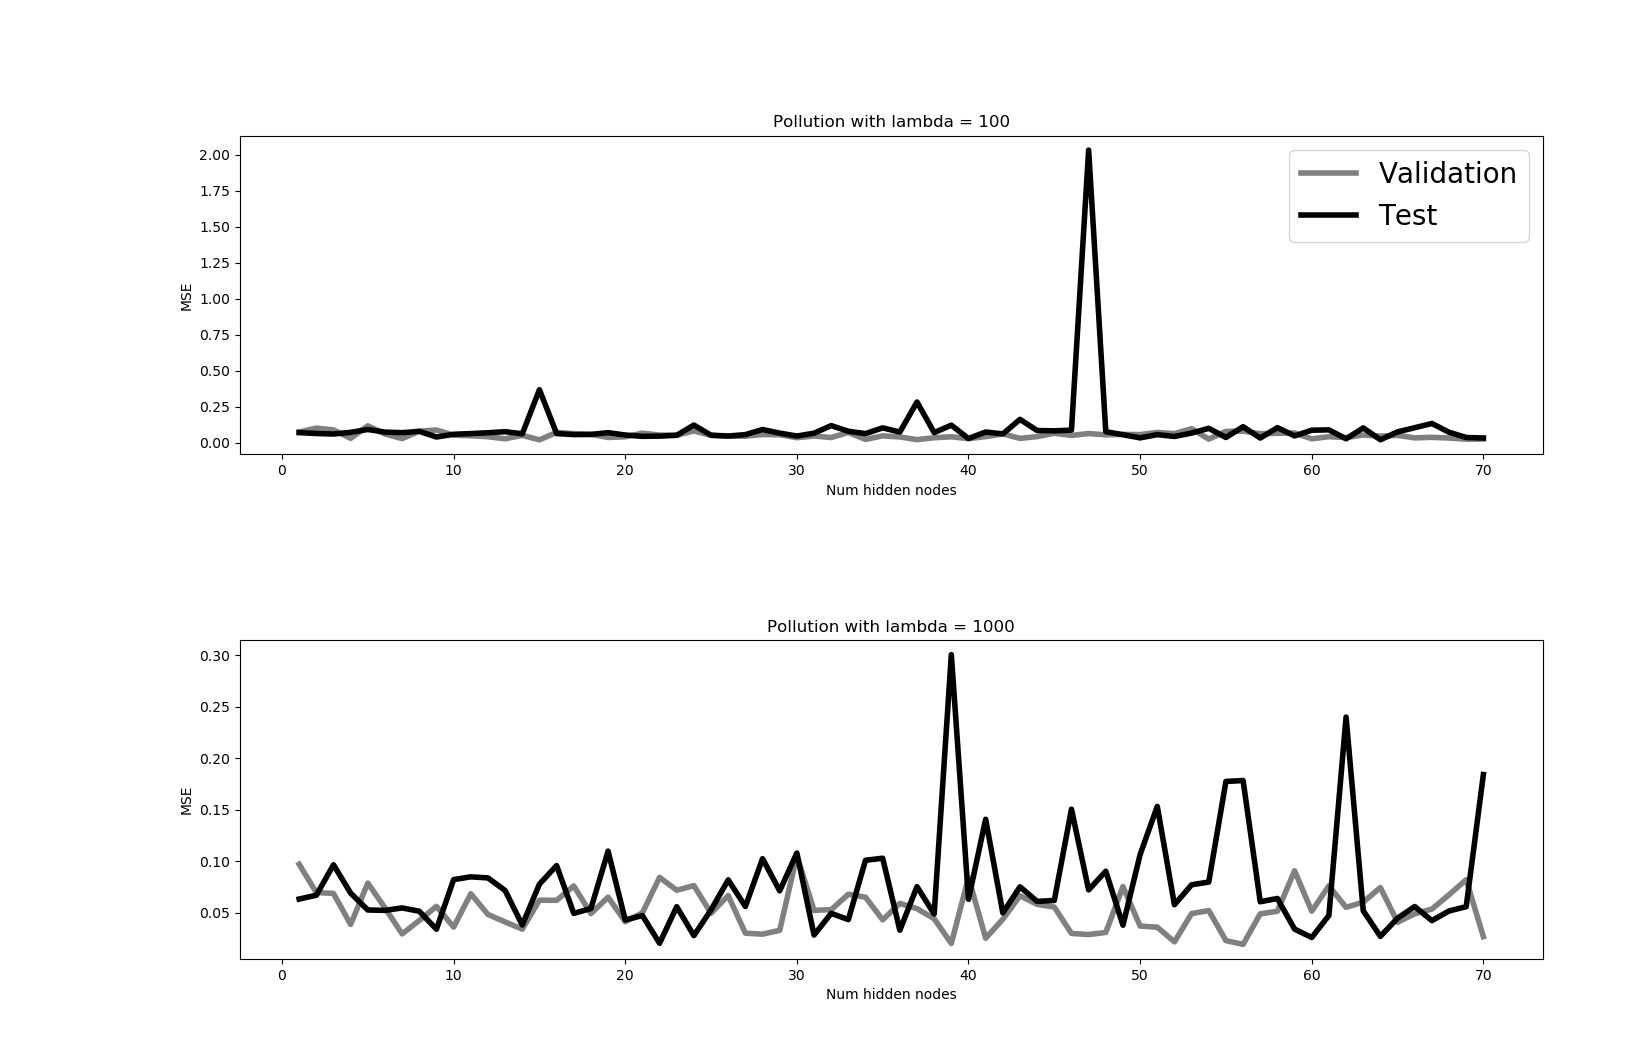 Pollution with lambda = 100
Validation
Test
2.00
1.75
1.50
1.25
1.00
0.75
0.50
0.25
0.00
MSE
0 10 20 30 40 50 60 70
Num hidden nodes
Pollution with lambda = 1000
0.30
0.25
0.20
0.15
0.10
0.05
MSE
0 10 20 30 40 50 60 70
Num hidden nodes